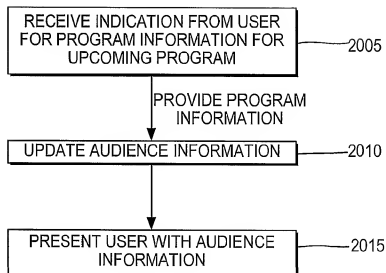 RECEIVE INDICATION FROM USER
FOR PROGRAM INFORMATION FOR
UPCOMING PROGRAM
2005
PROVIDE PROGRAM
INFORMATION
UPDATE AUDIENCE INFORMATION
2010
PRESENT USER WITH AUDIENCE
INFORMATION
2015